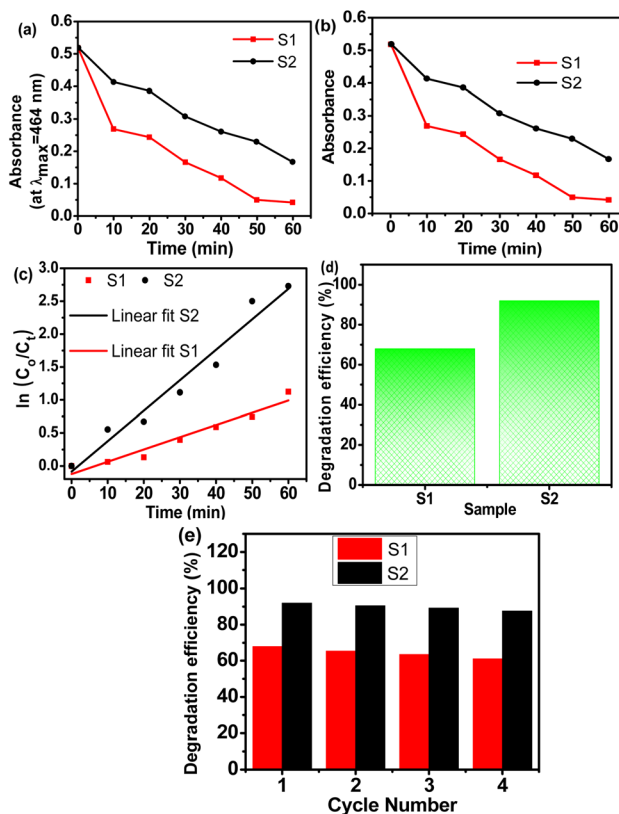 (a)
S1
S2
Absorbance
(at λmax=464 nm)
0.6
0.5
0.4
0.3
0.2
0.1
0.0
0 10 20 30 40 50 60
Time (min)
(b)
S1
S2
Absorbance
0.6
0.5
0.4
0.3
0.2
0.1
0.0
0 10 20 30 40 50 60
Time (min)
(c)
S1 S2
Linear fit S2
Linear fit S1
ln (Co/Ct)
3.0
2.5
2.0
1.5
1.0
0.5
0.0
0 10 20 30 40 50 60
Time (min)
(d)
Degradation efficiency (%)
100
80
60
40
20
0
S1 S2
Sample
(e)
S1
S2
Degradation efficiency (%)
120
100
80
60
40
20
0
1 2 3 4
Cycle Number